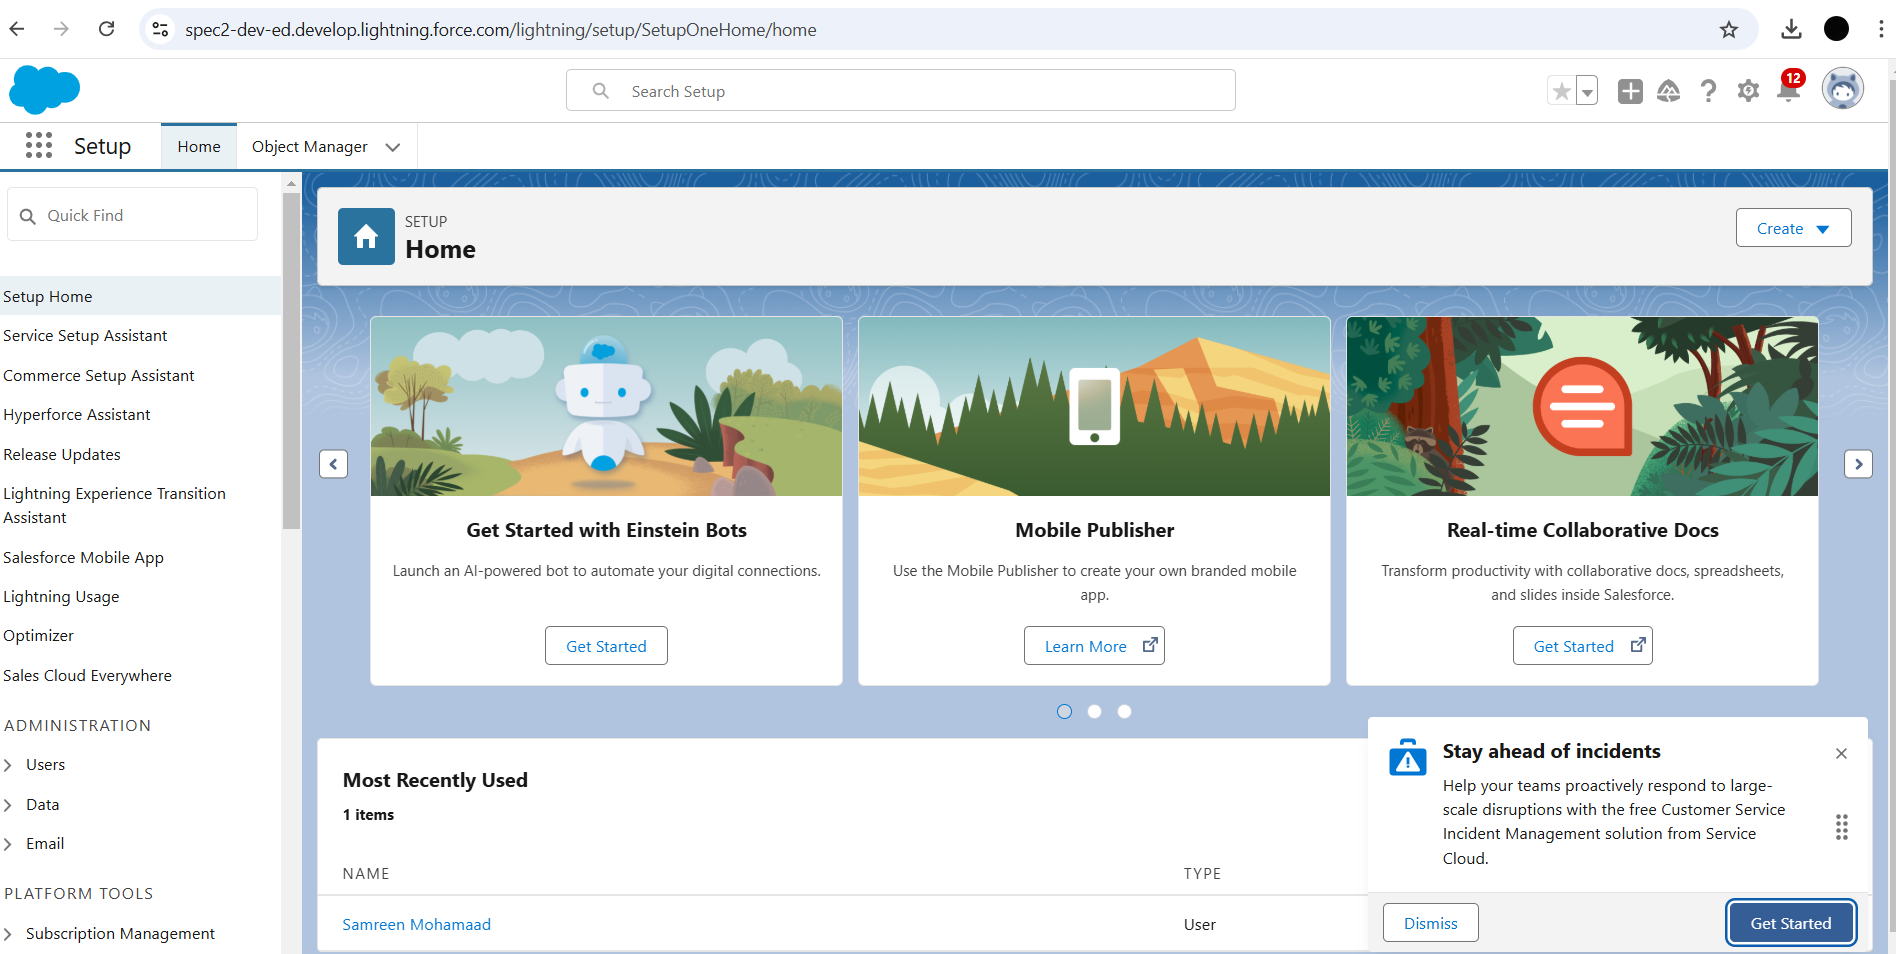 spec2-dev-ed.develop.lightning.force.com/lightning/setup/SetupOneHome/home
Search Setup
12
Setup
Home
Object Manager
Quick Find
Setup Home
Service Setup Assistant
Commerce Setup Assistant
Hyperforce Assistant
Release Updates
Lightning Experience Transition
Assistant
Salesforce Mobile App
Lightning Usage
Optimizer
Sales Cloud Everywhere
ADMINISTRATION
Users
Data
Email
PLATFORM TOOLS
Subscription Management
SETUP
Home
Create
Get Started with Einstein Bots
Launch an AI-powered bot to automate your digital connections.
Get Started
Mobile Publisher
Use the Mobile Publisher to create your own branded mobile
app.
Learn More
Real-time Collaborative Docs
Transform productivity with collaborative docs, spreadsheets,
and slides inside Salesforce.
Get Started
Most Recently Used
1 items
NAME
TYPE
Samreen Mohamaad
User
Stay ahead of incidents
Help your teams proactively respond to large-
scale disruptions with the free Customer Service
Incident Management solution from Service
Cloud.
Dismiss
Get Started